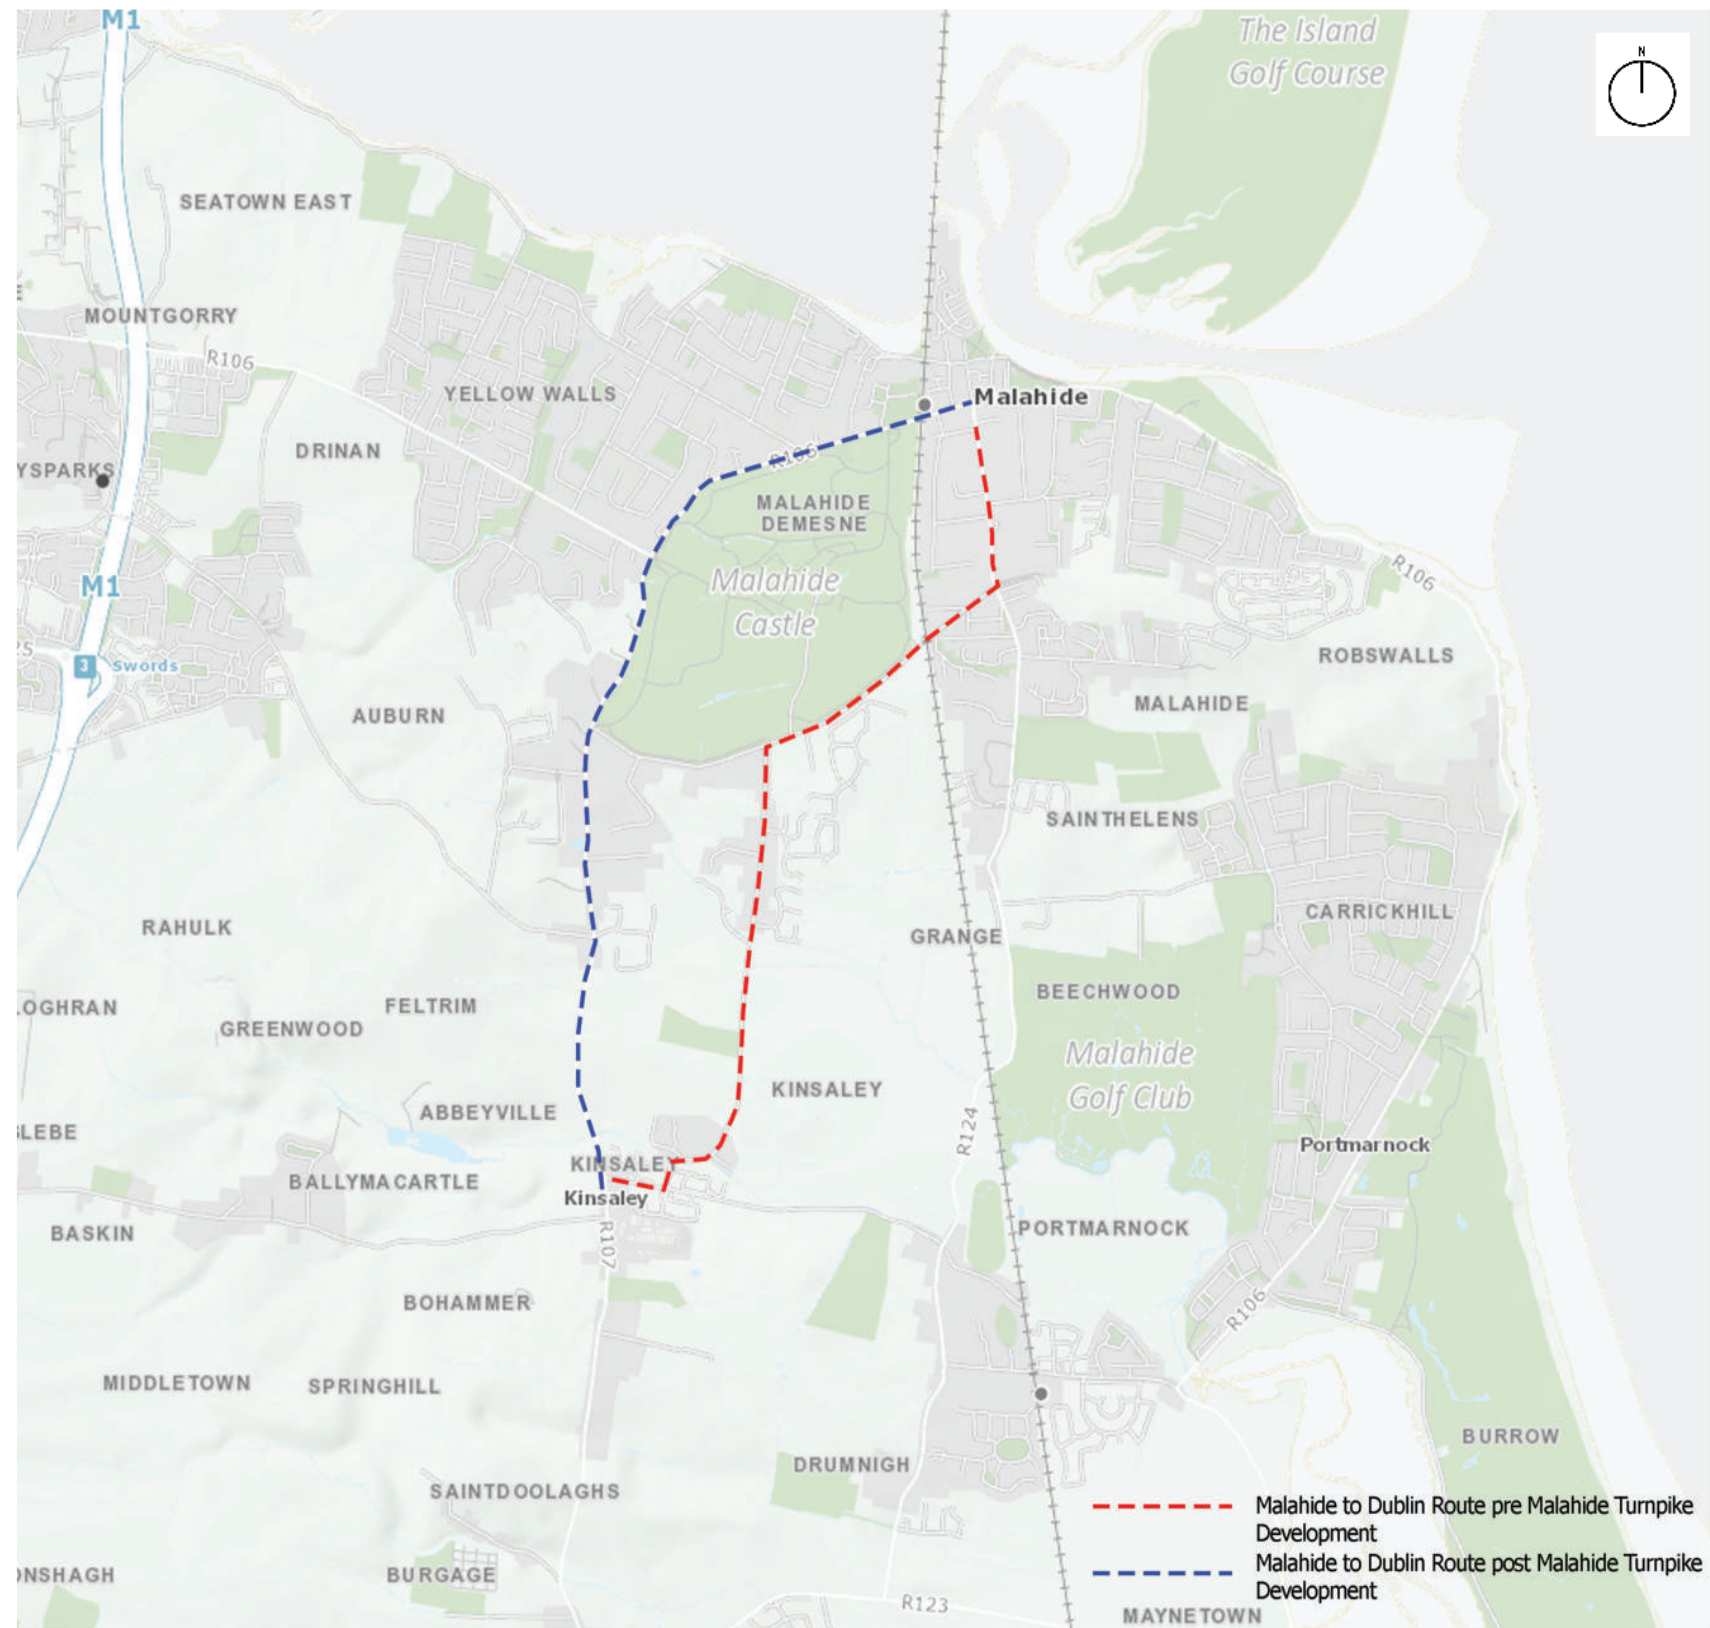 M1
The Island
Golf Course
N
SEATOWN EAST
MOUNTGORRY
R106
YELLOW WALLS
Malahide
DRINAN
R106
YSPARKS
MALAHIDE
DEMESNE
M1
Malahide
Castle
R106
3 Swords
ROBSWALLS
AUBURN
MALAHIDE
SAINTHELENS
RAHULK
CARRICKHILL
GRANGE
OGHRAN
FELTRIM
BEECHWOOD
GREENWOOD
Malahide
Golf Club
KINSALEY
ABBEYVILLE
LEBE
R124
Portmarnock
KINSALEY
BALLYMACARTLE
Kinsaley
BASKIN
R107
PORTMARNOCK
BOHAMMER
R106
MIDDLETOWN
SPRINGHILL
BURROW
DRUMNIGH
SAINTDOOLAGHS
Malahide to Dublin Route pre Malahide Turnpike
Development
Malahide to Dublin Route post Malahide Turnpike
Development
NSHAGH
BURGAGE
R123
MAYNETOWN